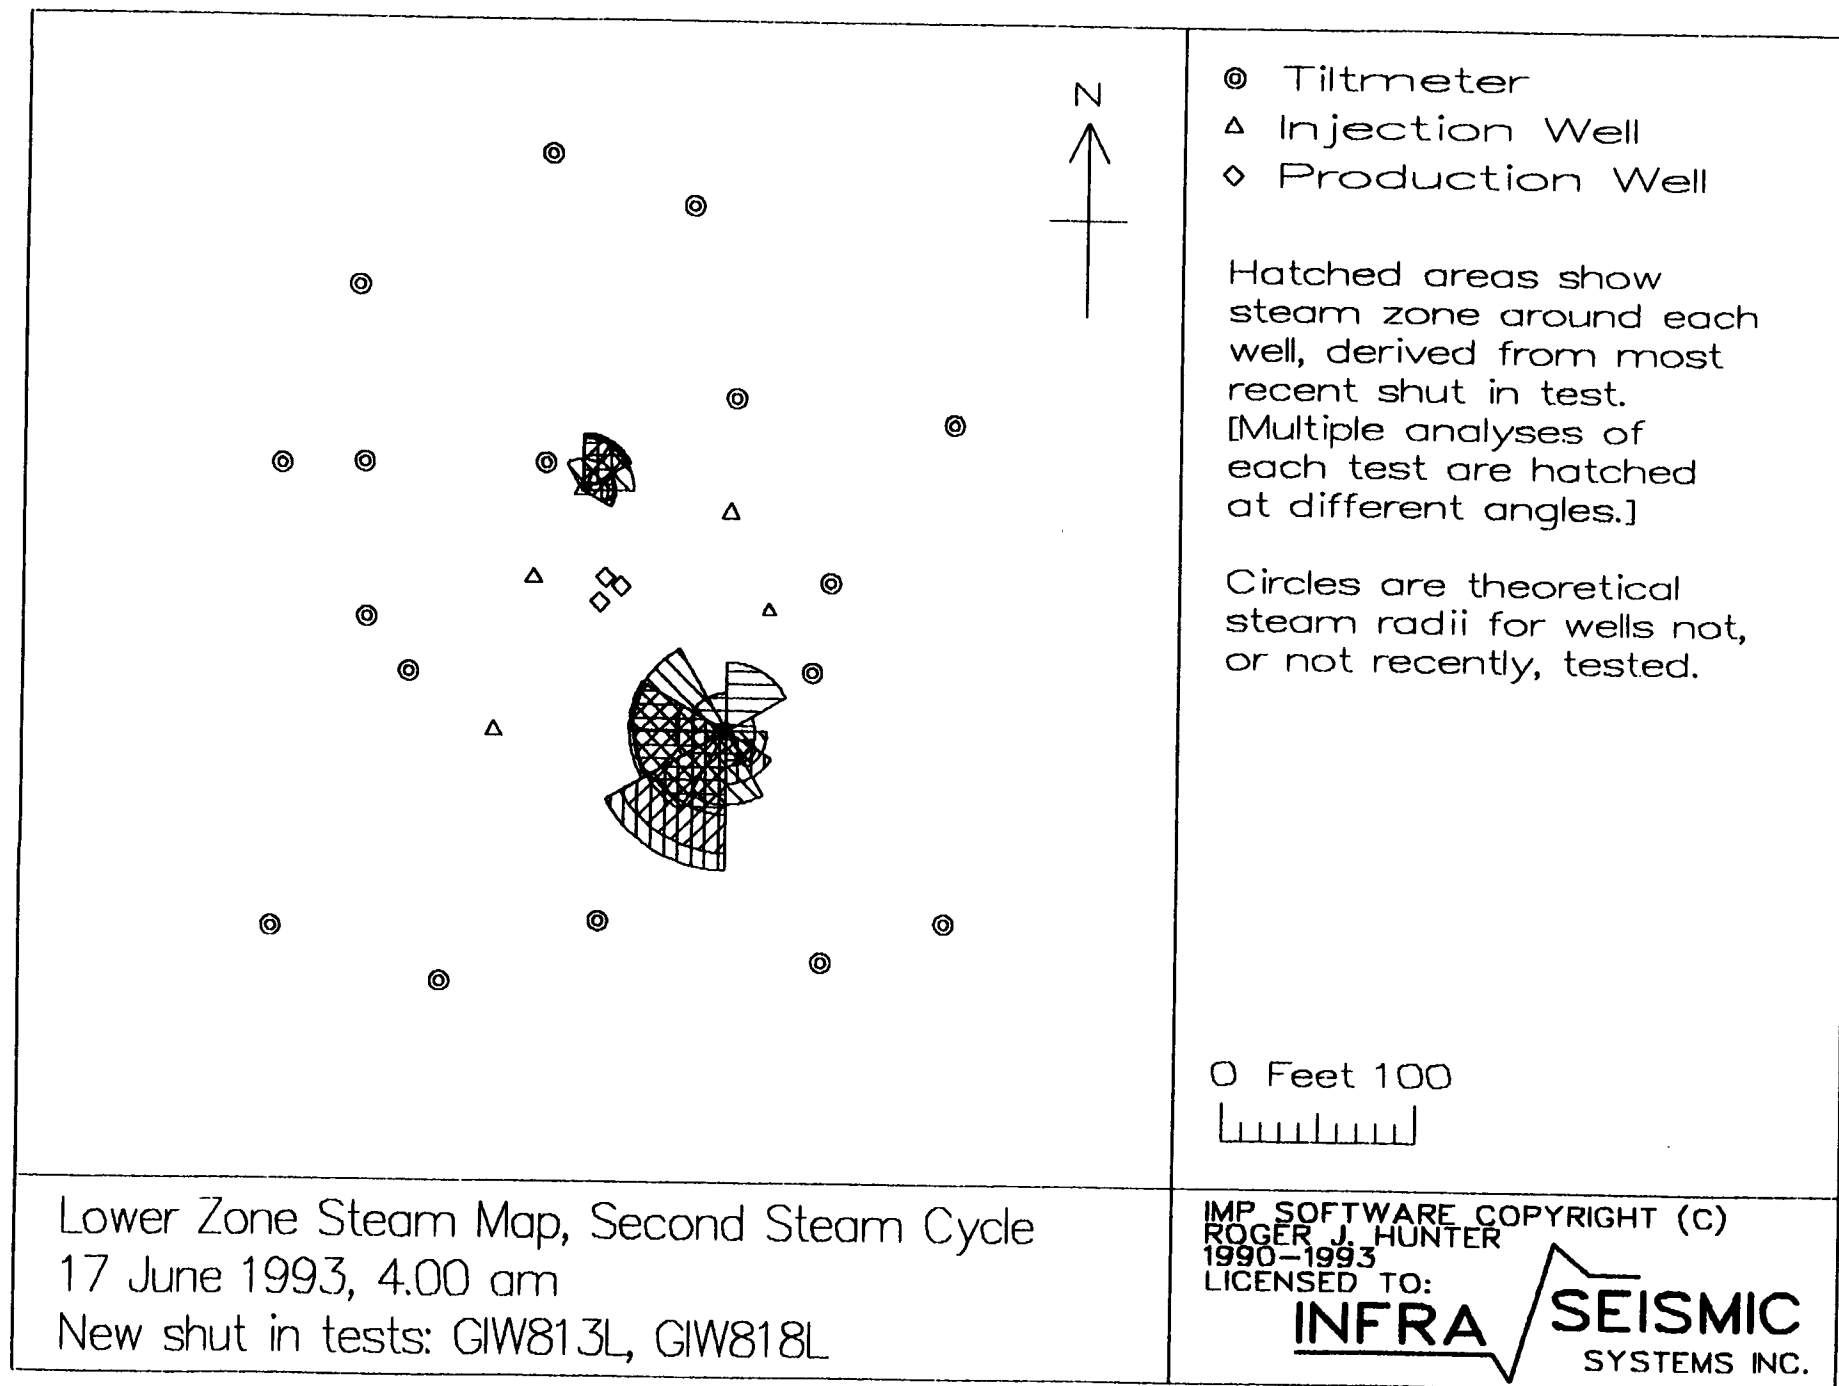 N
Tiltmeter
Injection Well
Production Well
Hatched areas show
steam zone around each
well, derived from most
recent shut in test.
[Multiple analyses of
each test are hatched
at different angles.]
Circles are theoretical
steam radii for wells not,
or not recently, tested.
0 Feet 100
Lower Zone Steam Map, Second Steam Cycle
17 June 1993, 4.00 am
New shut in tests: GIW813L, GIW818L
IMP SOFTWARE COPYRIGHT (C)
ROGER J. HUNTER
1990-1993
LICENSED TO:
INFRA SEISMIC
SYSTEMS INC.